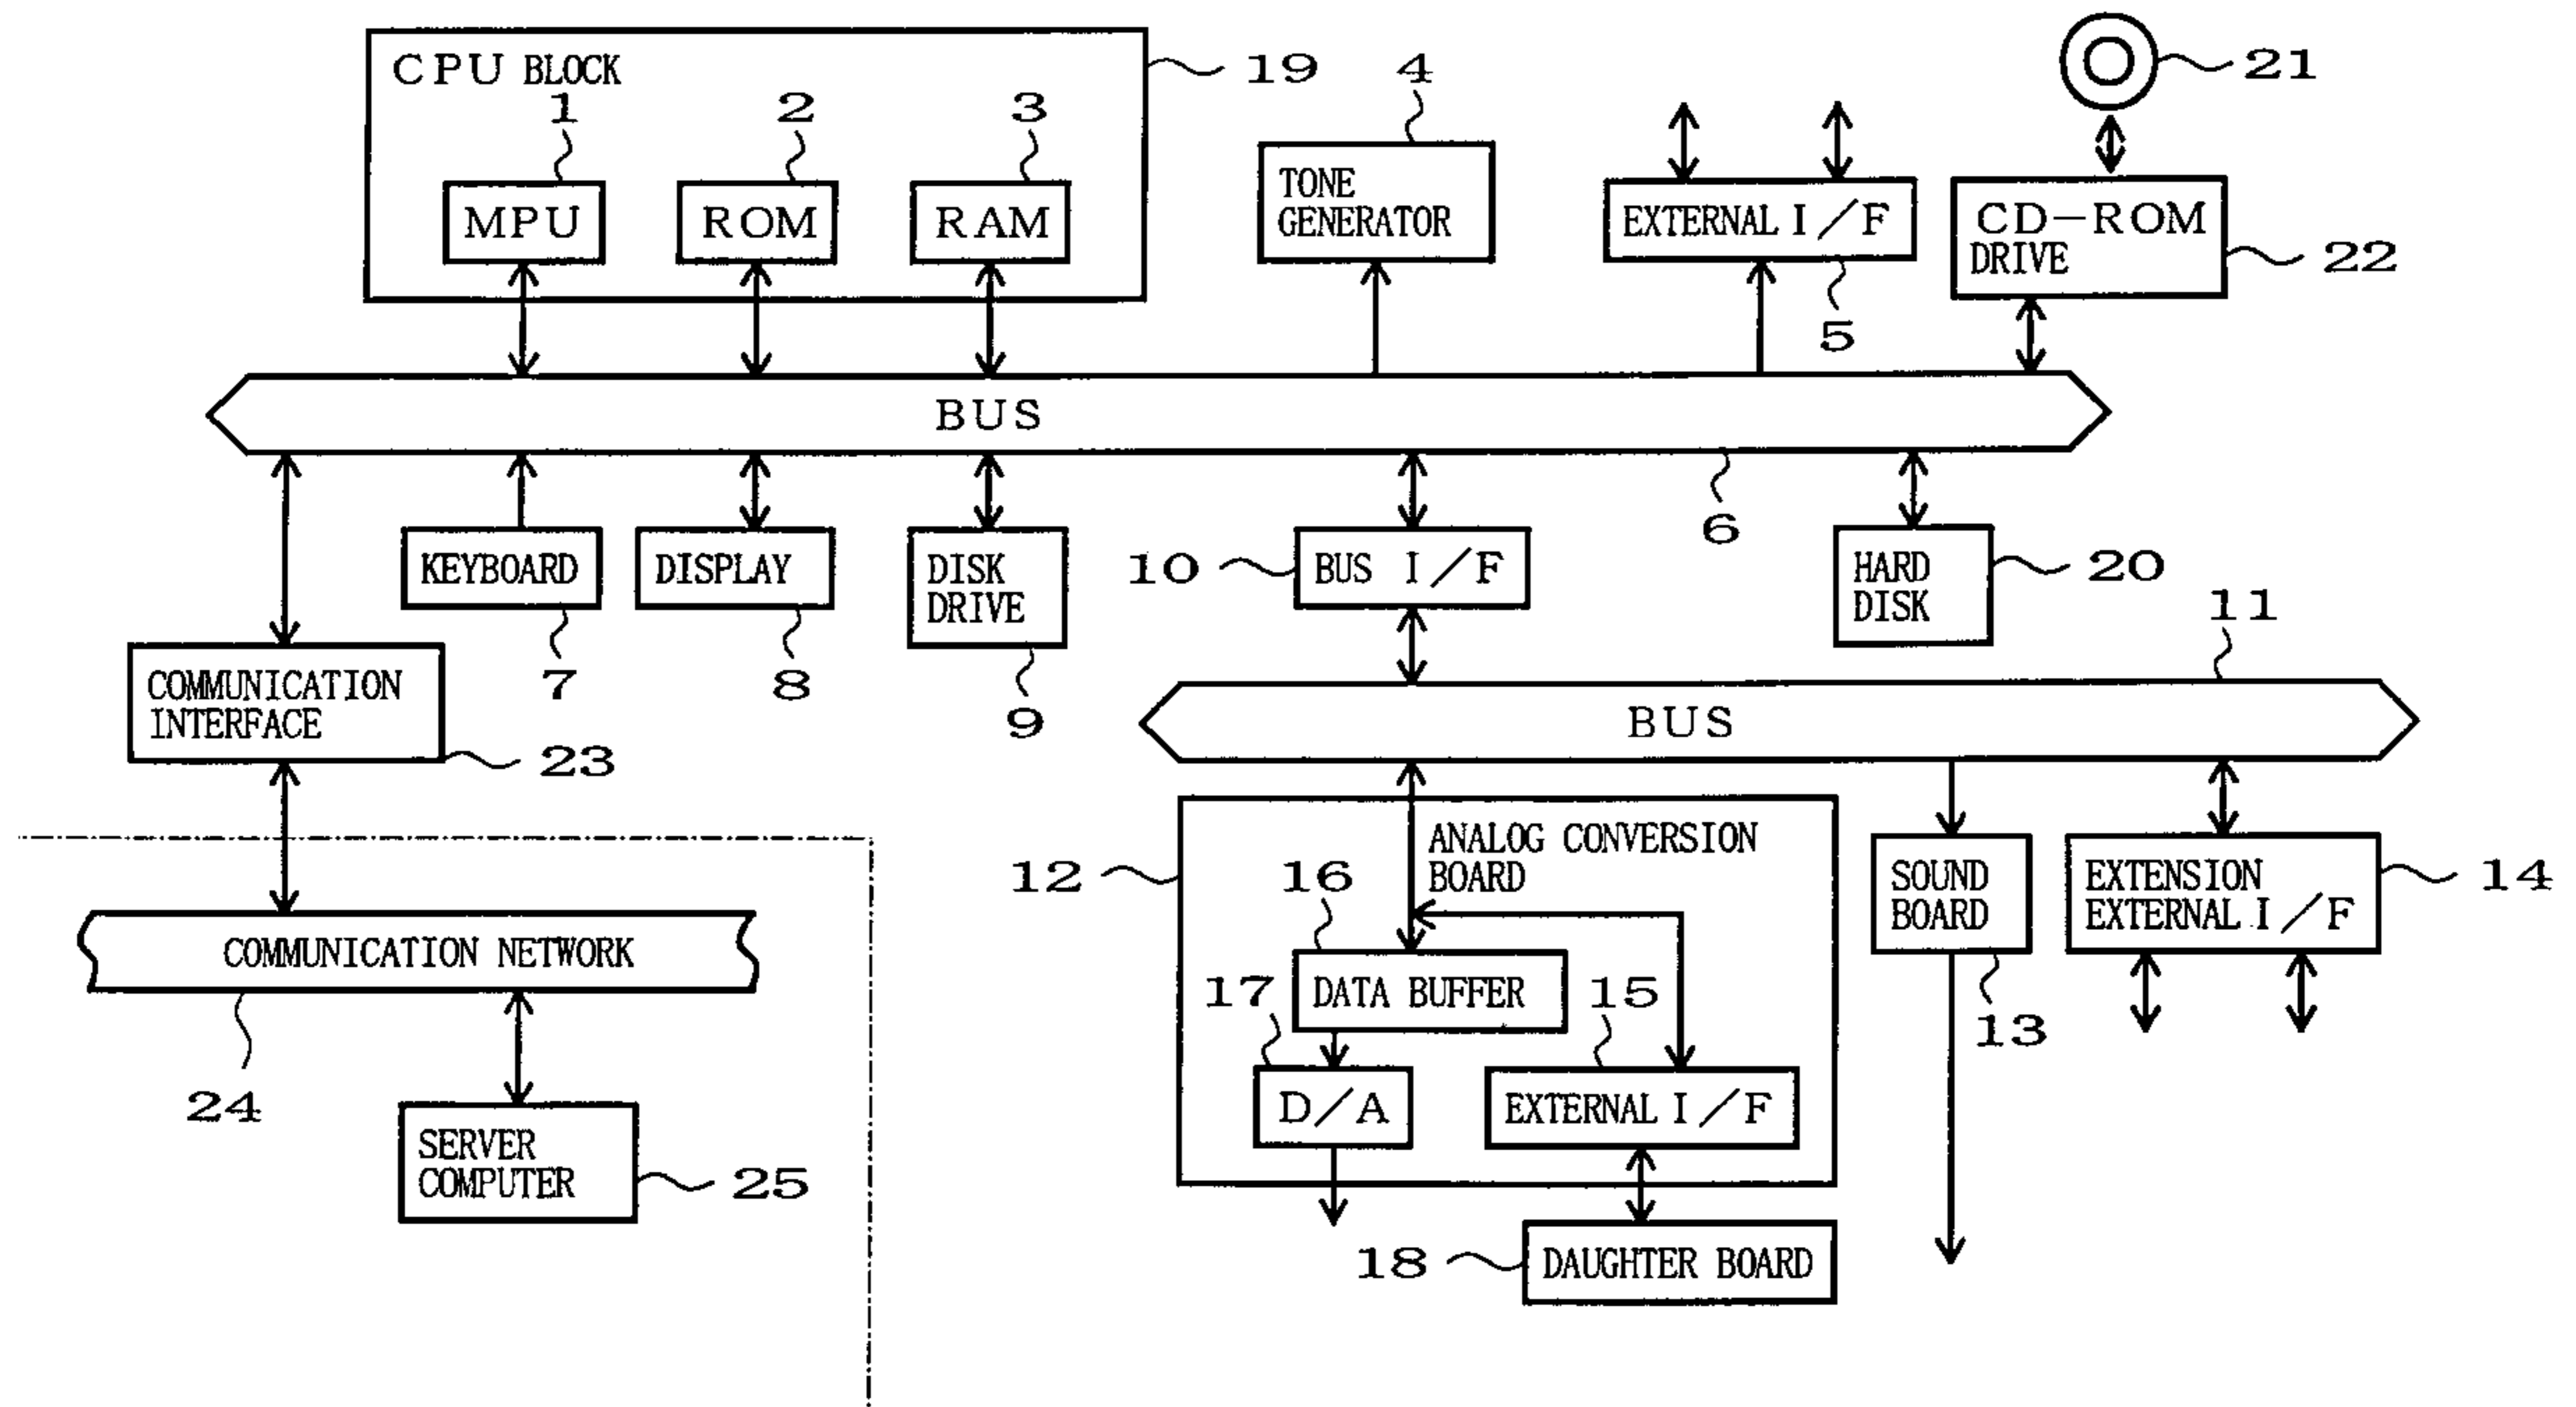 CPU BLOCK
19
4
21
1
2
3
MPU
ROM
RAM
TONE
GENERATOR
EXTERNAL I/F
CD-ROM
DRIVE
22
5
BUS
6
KEYBOARD
DISPLAY
DISK
DRIVE
10
BUS I/F
HARD
DISK
20
7
8
9
11
COMMUNICATION
INTERFACE
23
BUS
12
ANALOG CONVERSION
BOARD
16
SOUND
BOARD
EXTENSION
EXTERNAL I/F
14
COMMUNICATION NETWORK
17
DATA BUFFER
15
13
24
D/A
EXTERNAL I/F
SERVER
COMPUTER
25
18
DAUGHTER BOARD